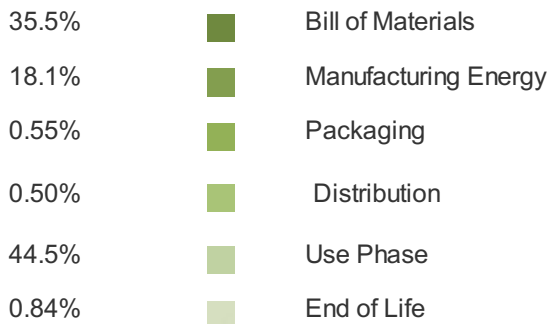 35.5% Bill of Materials
18.1% Manufacturing Energy
0.55% Packaging
0.50% Distribution
44.5% Use Phase
0.84% End of Life